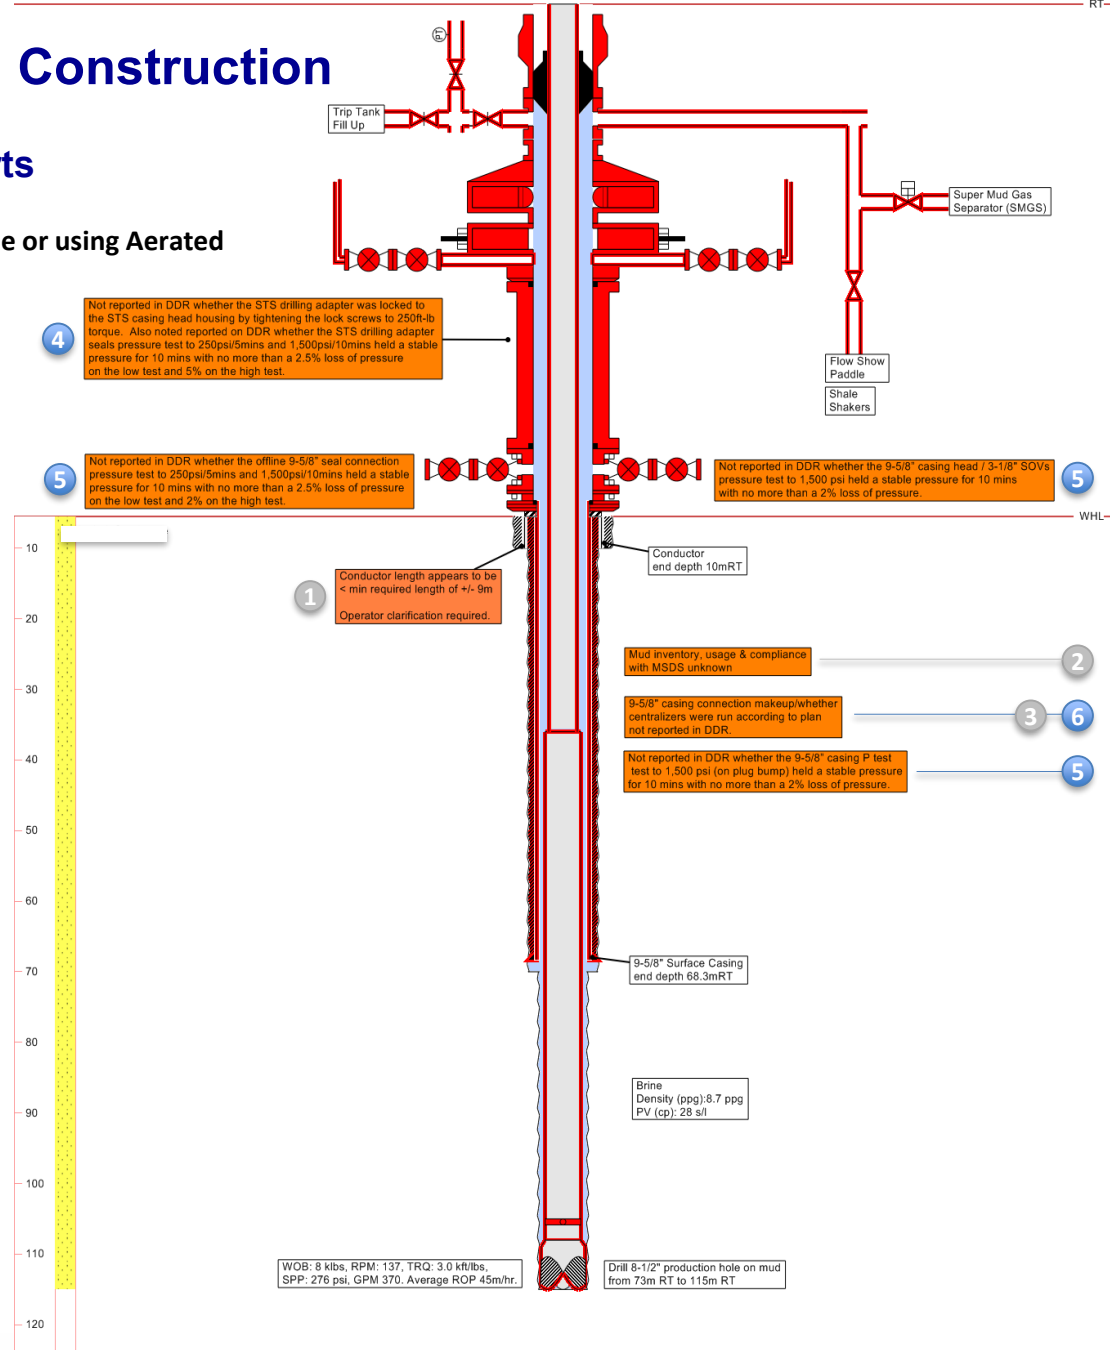 RT
Construction
PT
Trip Tank
Fill Up
ts
e or using Aerated
Super Mud Gas
Separator (SMGS)
Not reported in DDR whether the STS drilling adapter was locked to
the STS casing head housing by tightening the lock screws to 250ft-lb
torque. Also noted reported on DDR whether the STS drilling adapter
seals pressure test to 250psi/5mins and 1,500psi/10mins held a stable
pressure for 10 mins with no more than a 2.5% loss of pressure
on the low test and 5% on the high test.
4
Flow Show
Paddle
Shale
Shakers
5
Not reported in DDR whether the offline 9-5/8" seal connection
pressure test to 250psi/5mins and 1,500psi/10mins held a stable
pressure for 10 mins with no more than a 2.5% loss of pressure
on the low test and 2% on the high test.
Not reported in DDR whether the 9-5/8" casing head / 3-1/8" SOVs
pressure test to 1,500 psi held a stable pressure for 10 mins
with no more than a 2% loss of pressure.
5
WHL
10
Conductor
end depth 10mRT
1
Conductor length appears to be
< min required length of +/- 9m
Operator clarification required.
20
Mud inventory, usage & compliance
with MSDS unknown
2
30
9-5/8" casing connection makeup/whether
centralizers were run according to plan
not reported in DDR.
3
6
40
Not reported in DDR whether the 9-5/8" casing P test
test to 1,500 psi (on plug bump) held a stable pressure
for 10 mins with no more than a 2% loss of pressure.
5
50
60
70
9-5/8" Surface Casing
end depth 68.3mRT
80
90
Brine
Density (ppg):8.7 ppg
PV (cp): 28 s/l
100
110
WOB: 8 klbs, RPM: 137, TRQ: 3.0 kft/lbs,
SPP: 276 psi, GPM 370. Average ROP 45m/hr.
Drill 8-1/2" production hole on mud
from 73m RT to 115m RT
120